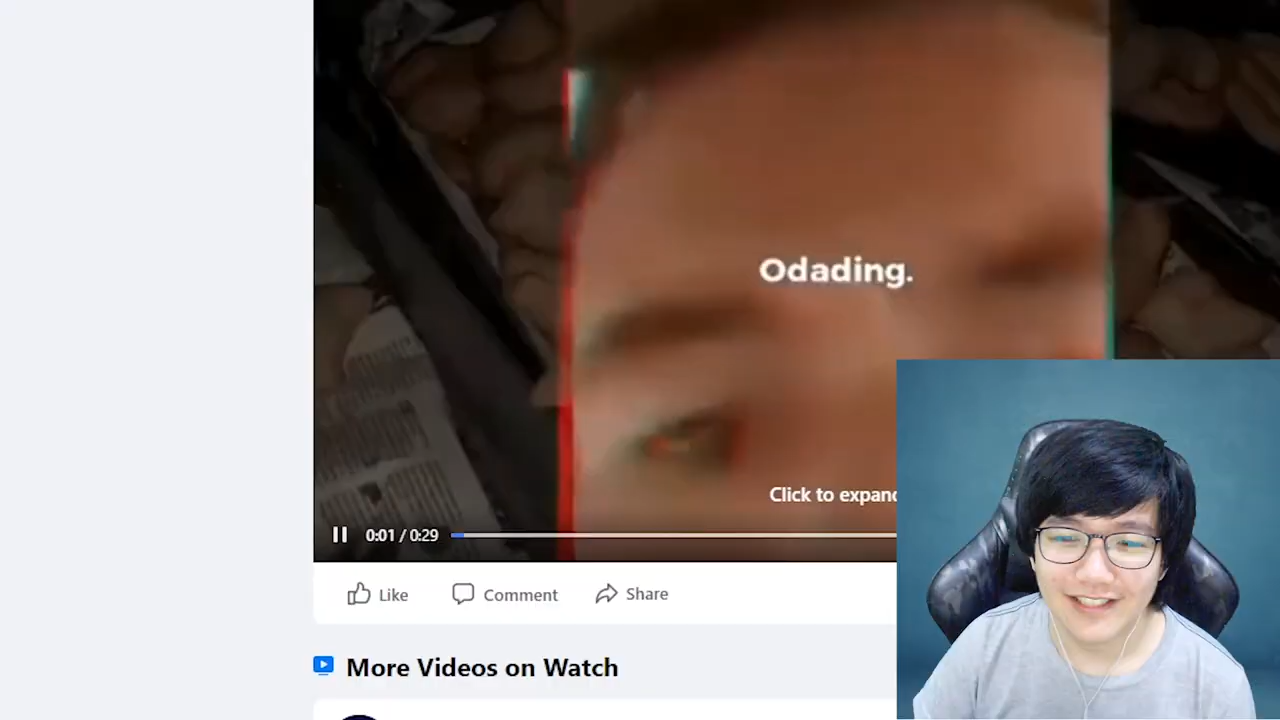 Odading.
Click to expand
0:01 / 0:29
Like
Comment
Share
More Videos on Watch